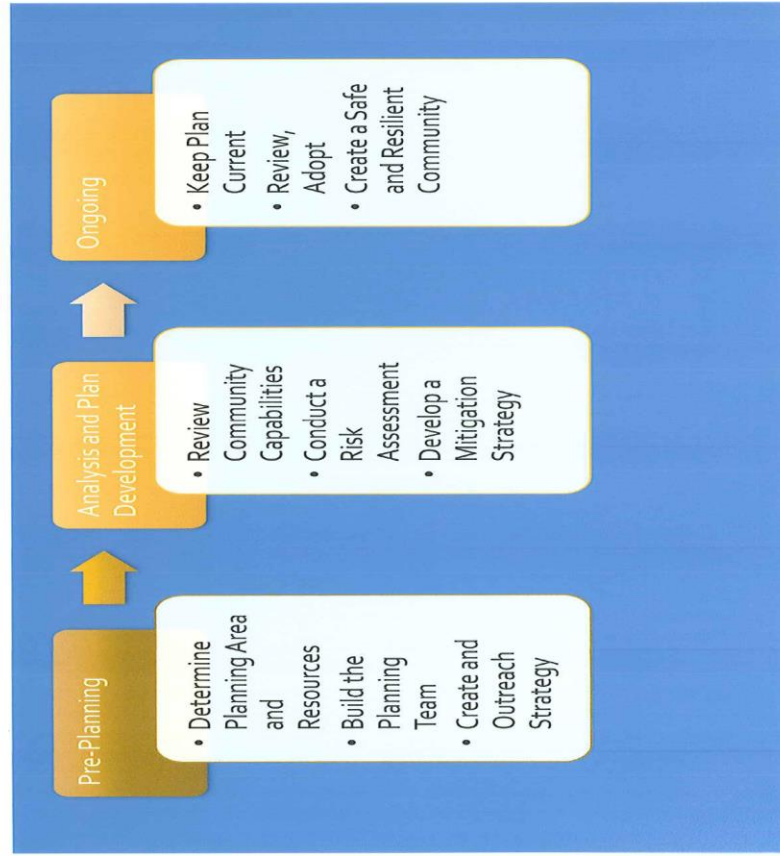 Pre-Planning
• Determine
Planning Area
and
Resources
• Build the
Planning
Team
• Create and
Outreach
Strategy
Analysis and Plan
Development
• Review
Community
Capabilities
• Conduct a
Risk
Assessment
• Develop a
Mitigation
Strategy
Ongoing
• Keep Plan
Current
• Review,
Adopt
• Create a Safe
and Resilient
Community